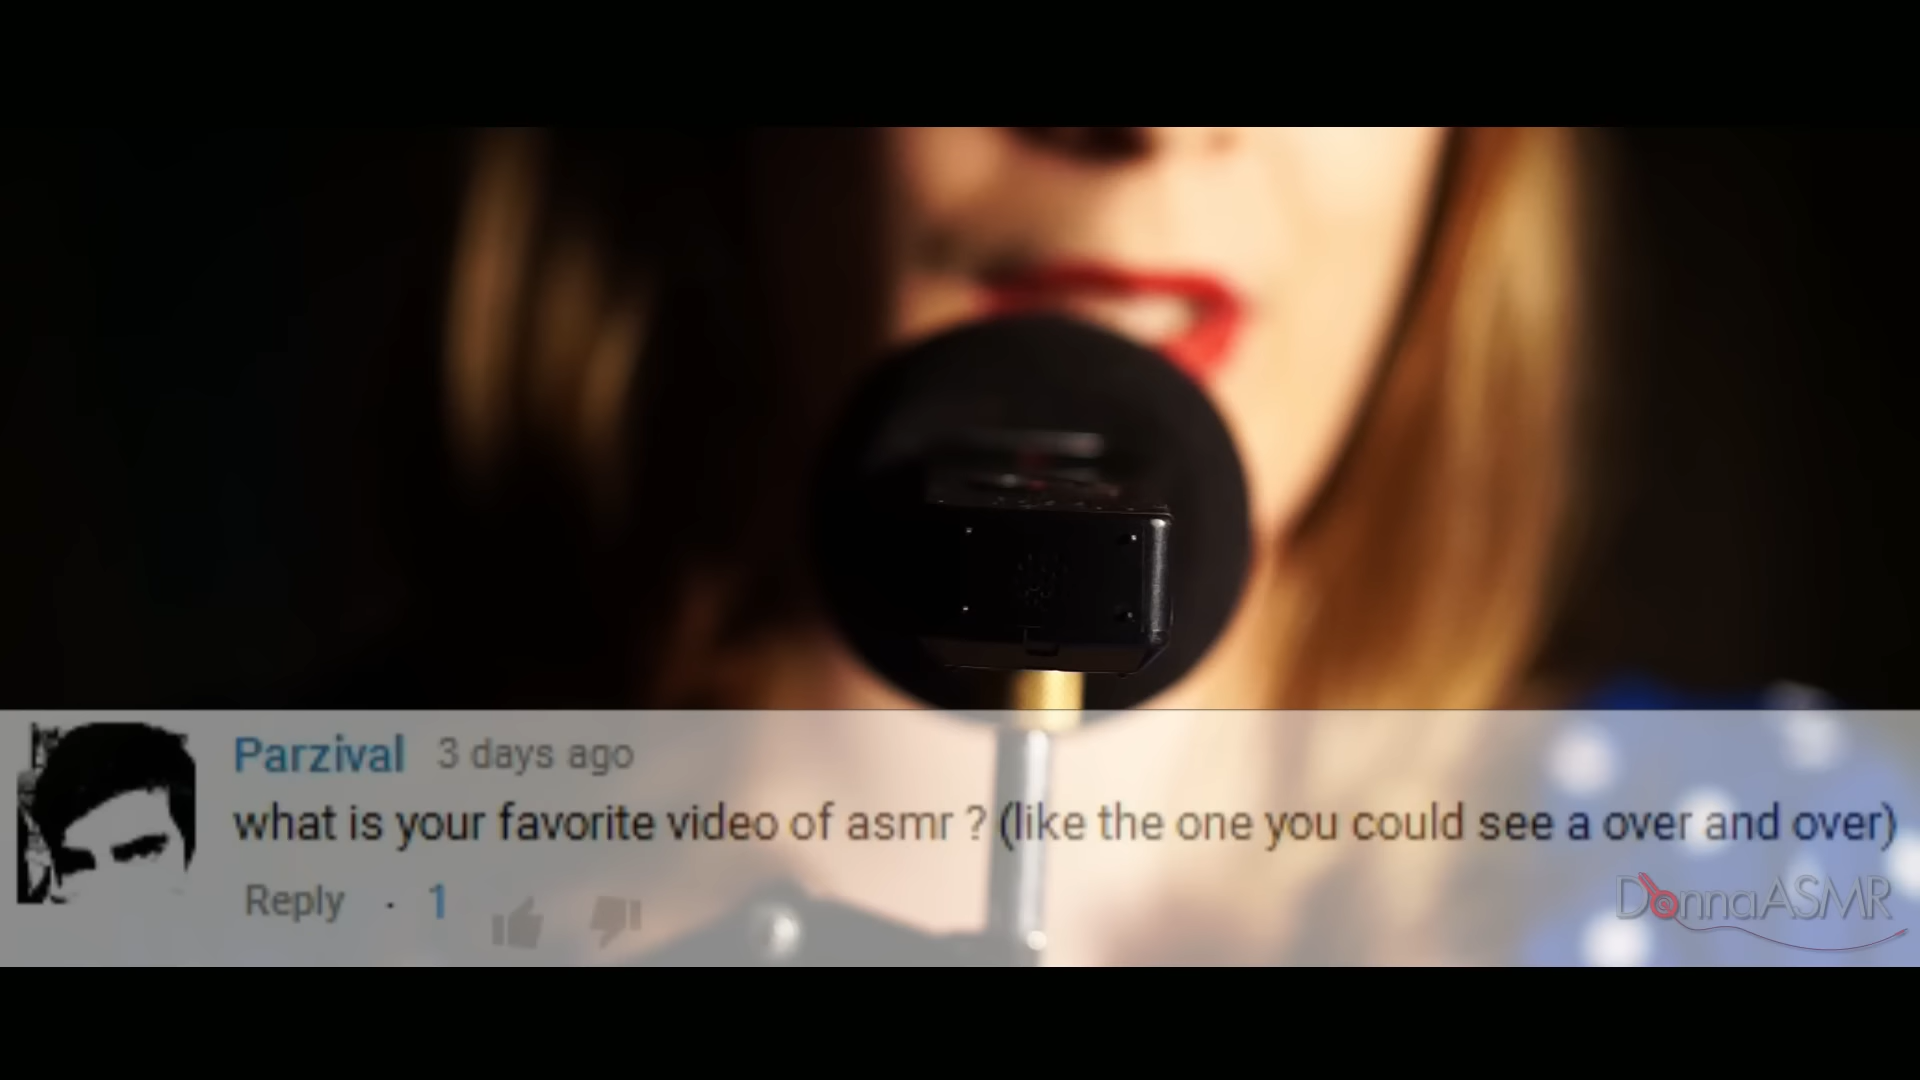 Parzival 3 days ago
what is your favorite video of asmr ? (like the one you could see a over and over)
Reply · 1
DonnaASMR